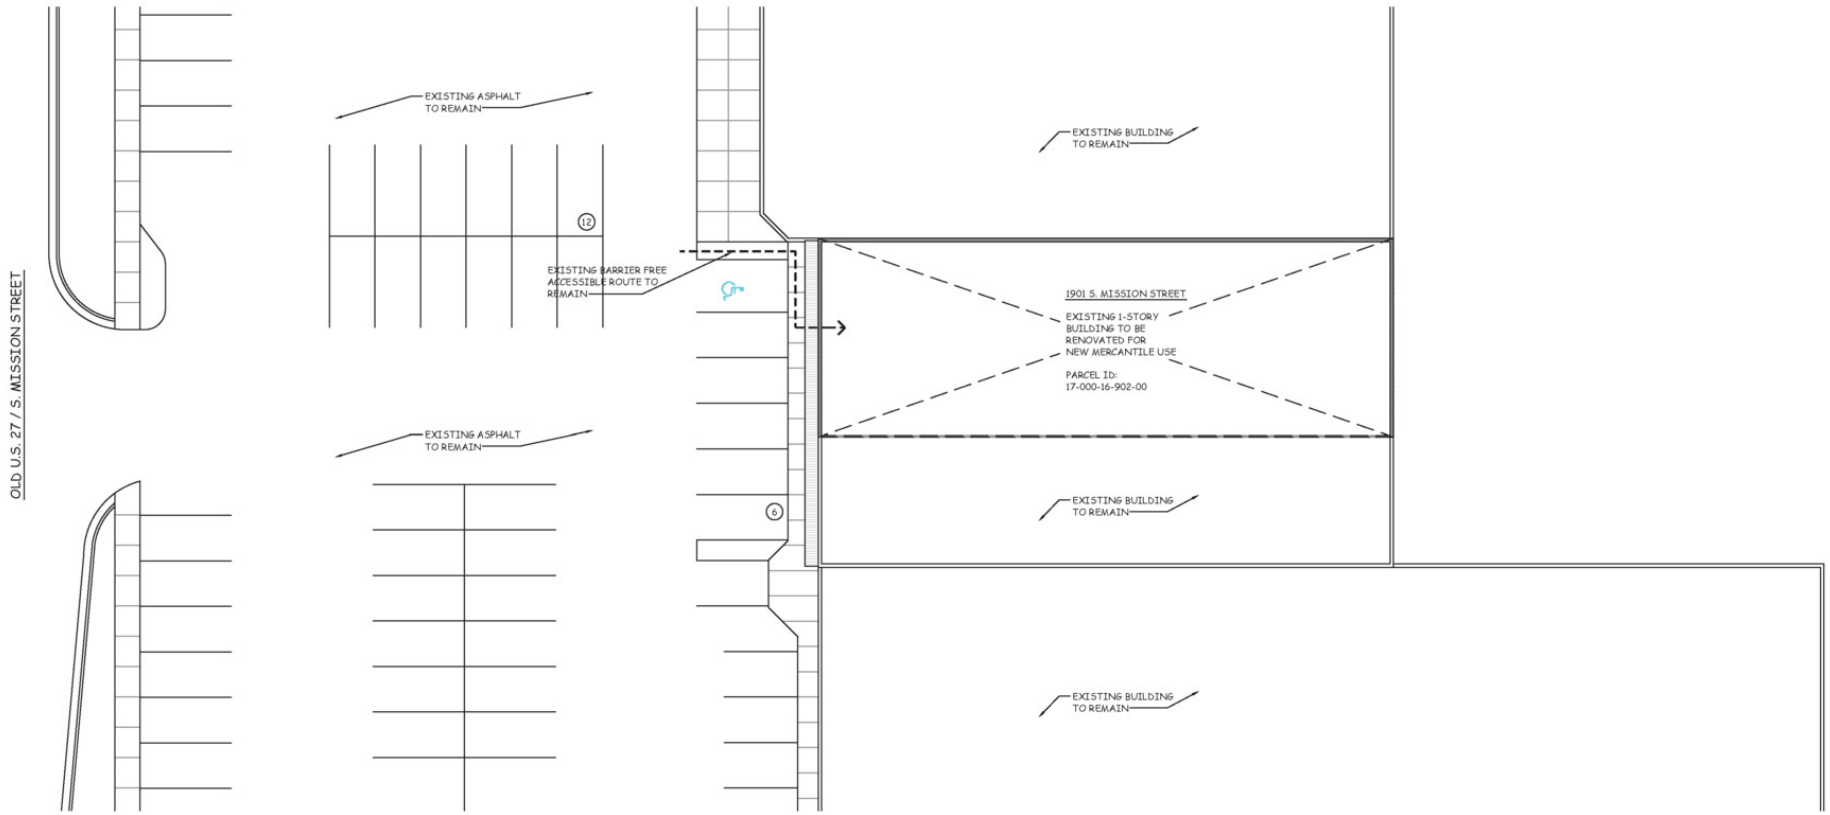 EXISTING ASPHALT
TO REMAIN
EXISTING BUILDING
TO REMAIN
12
EXISTING BARRIER FREE
ACCESSIBLE ROUTE TO
REMAIN
OLD U.S. 27 / S. MISSION STREET
1901 S. MISSION STREET
EXISTING 1-STORY
BUILDING TO BE
RENOVATED FOR
NEW MERCANTILE USE
PARCEL ID:
17-000-16-902-00
EXISTING ASPHALT
TO REMAIN
6
EXISTING BUILDING
TO REMAIN
EXISTING BUILDING
TO REMAIN